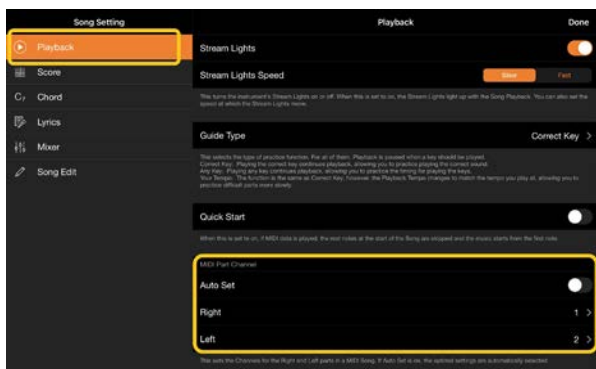 Song Setting
Playback
Done
Playback
Score
C7 Chord
Lyrics
Mixer
Song Edit
Stream Lights
Stream Lights Speed
Slow
Fast
This turns the instrument's Stream Lights on or off. When this is set to on, the Stream Lights light up with the Song Playback. You can also set the
speed at which the Stream Lights move.
Guide Type
Correct Key >
This selects the type of practice function. For all of them, Playback is paused when a key should be played.
Correct Key: Playing the correct key continues playback, allowing you to practice playing the correct sound.
Any Key: Playing any key continues playback, allowing you to practice the timing for playing the keys.
Your Tempo: The function is the same as Correct Key; however, the Playback Tempo changes to match the tempo you play at, allowing you to
practice difficult parts more slowly.
Quick Start
When this is set to on, if MIDI data is played, the rest notes at the start of the Song are skipped and the music starts from the first note.
MIDI Part Channel
Auto Set
Right
1 >
Left
2 >
This sets the Channels for the Right and Left parts in a MIDI Song. If Auto Set is on, the optimal settings are automatically selected.